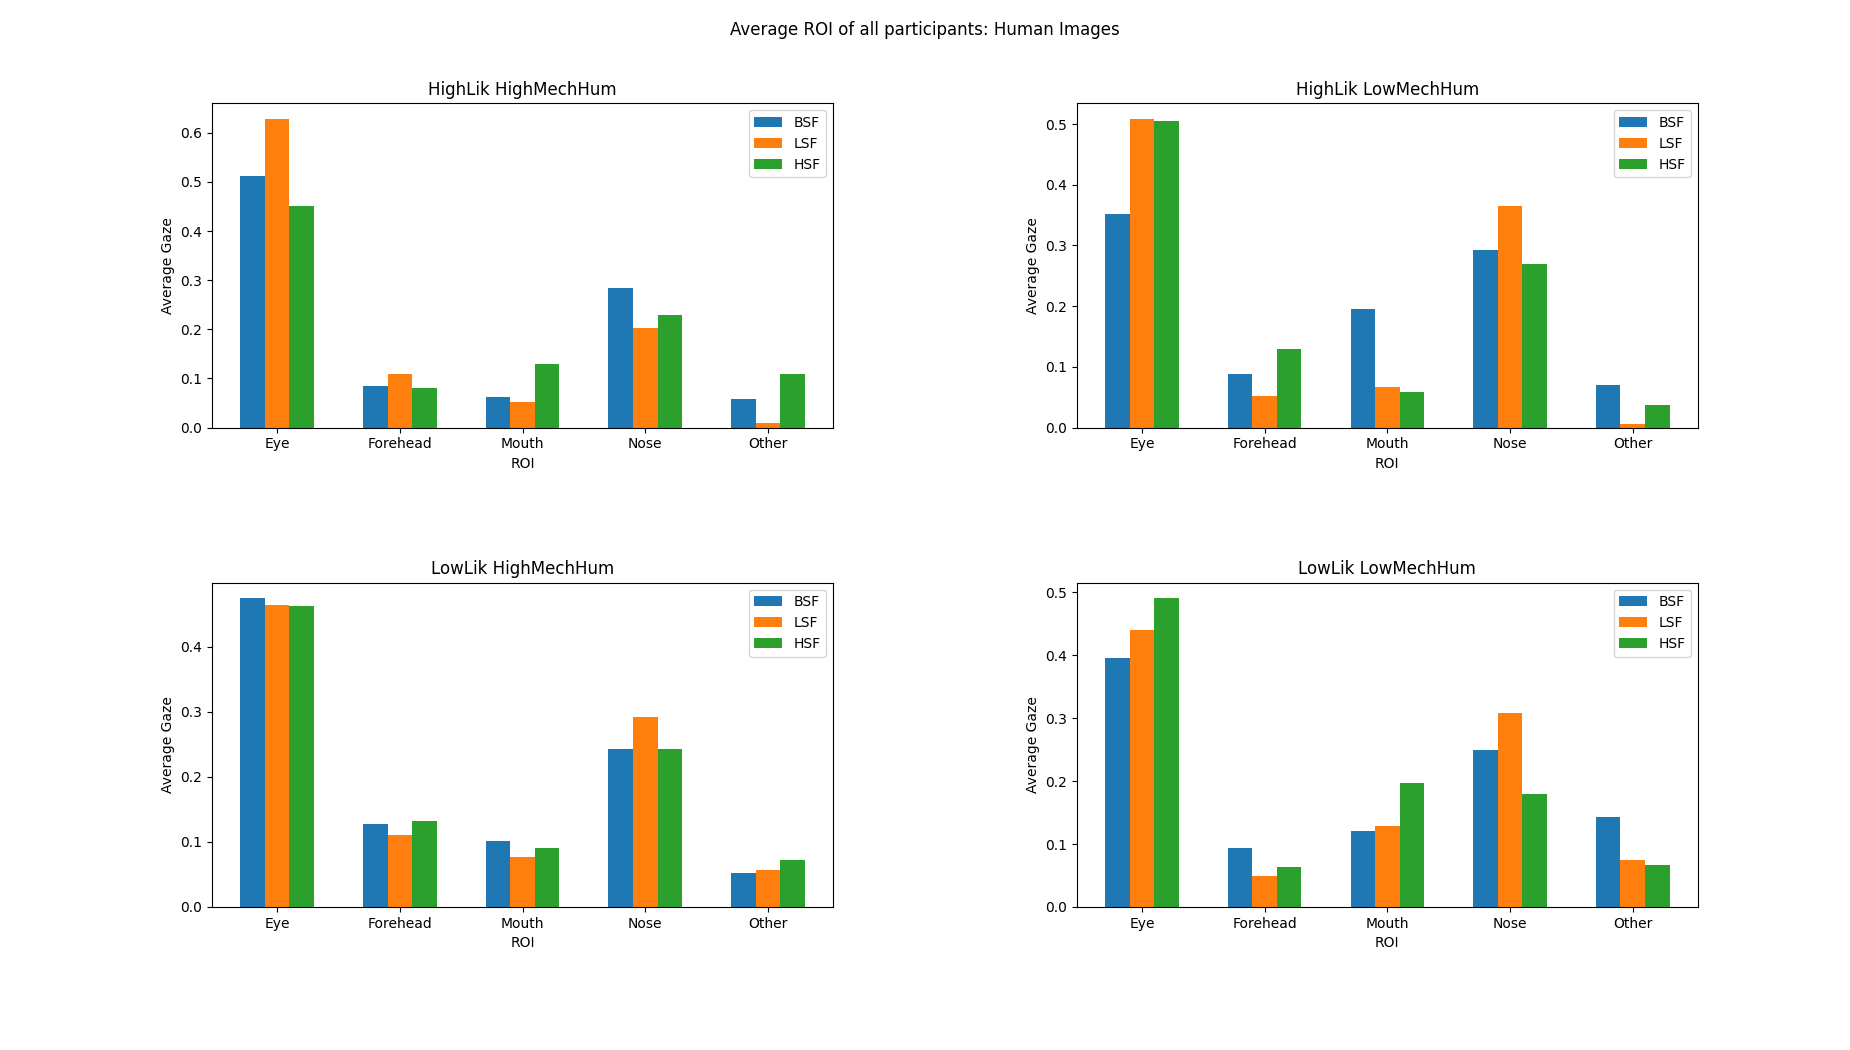 Average ROI of all participants: Human Images
HighLik HighMechHum
BSF
LSF
HSF
Average Gaze
0.6
0.5
0.4
0.3
0.2
0.1
0.0
Eye Forehead Mouth Nose Other
ROI
HighLik LowMechHum
BSF
LSF
HSF
Average Gaze
0.5
0.4
0.3
0.2
0.1
0.0
Eye Forehead Mouth Nose Other
ROI
LowLik HighMechHum
BSF
LSF
HSF
Average Gaze
0.4
0.3
0.2
0.1
0.0
Eye Forehead Mouth Nose Other
ROI
LowLik LowMechHum
BSF
LSF
HSF
Average Gaze
0.5
0.4
0.3
0.2
0.1
0.0
Eye Forehead Mouth Nose Other
ROI